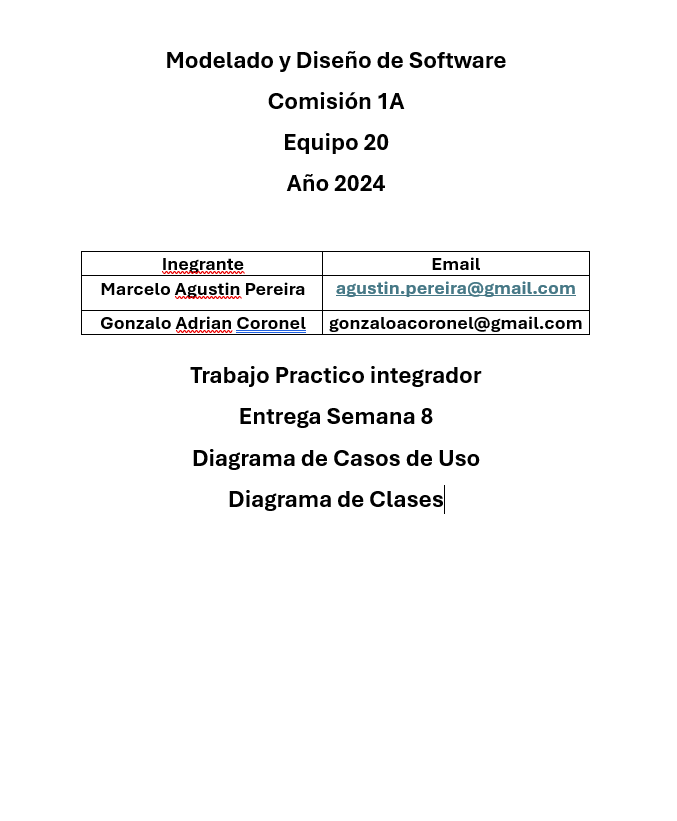 Modelado y Diseño de Software
Comisión 1A
Equipo 20
Año 2024
Inegrante Email
Marcelo Agustin Pereira agustin.pereira@gmail.com
Gonzalo Adrian Coronel gonzaloacoronel@gmail.com
Trabajo Practico integrador
Entrega Semana 8
Diagrama de Casos de Uso
Diagrama de Clases